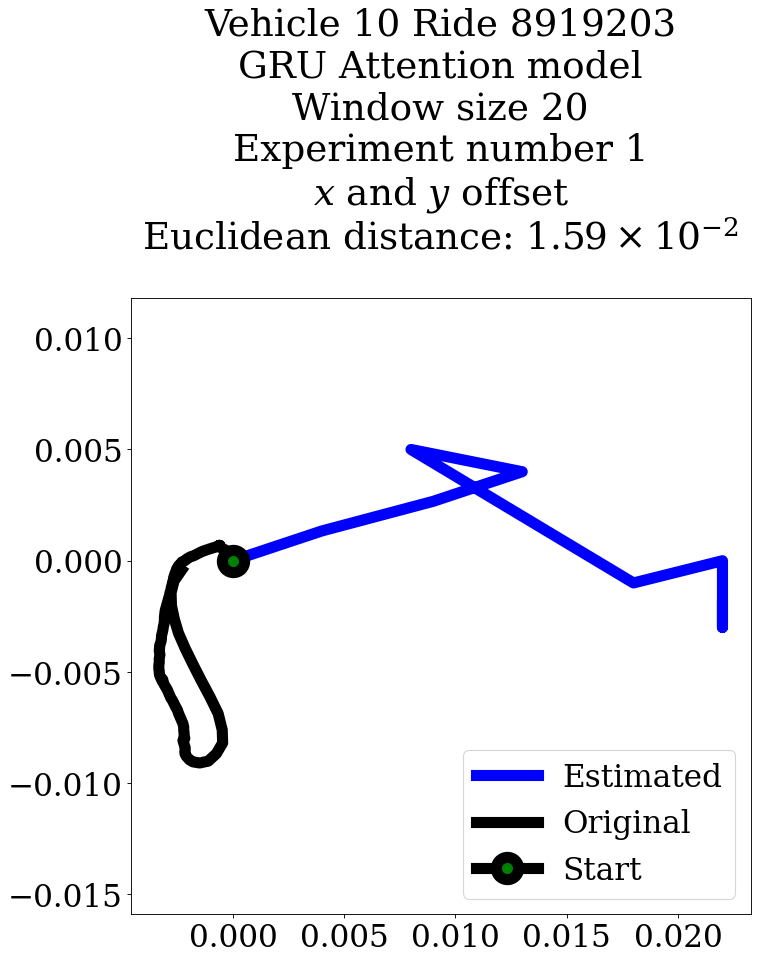 Vehicle 10 Ride 8919203
GRU Attention model
Window size 20
Experiment number 1
x and y offset
Euclidean distance: 1.59 × 10⁻²
0.010
0.005
0.000
−0.005
−0.010
−0.015
Estimated
Original
Start
0.000 0.005 0.010 0.015 0.020